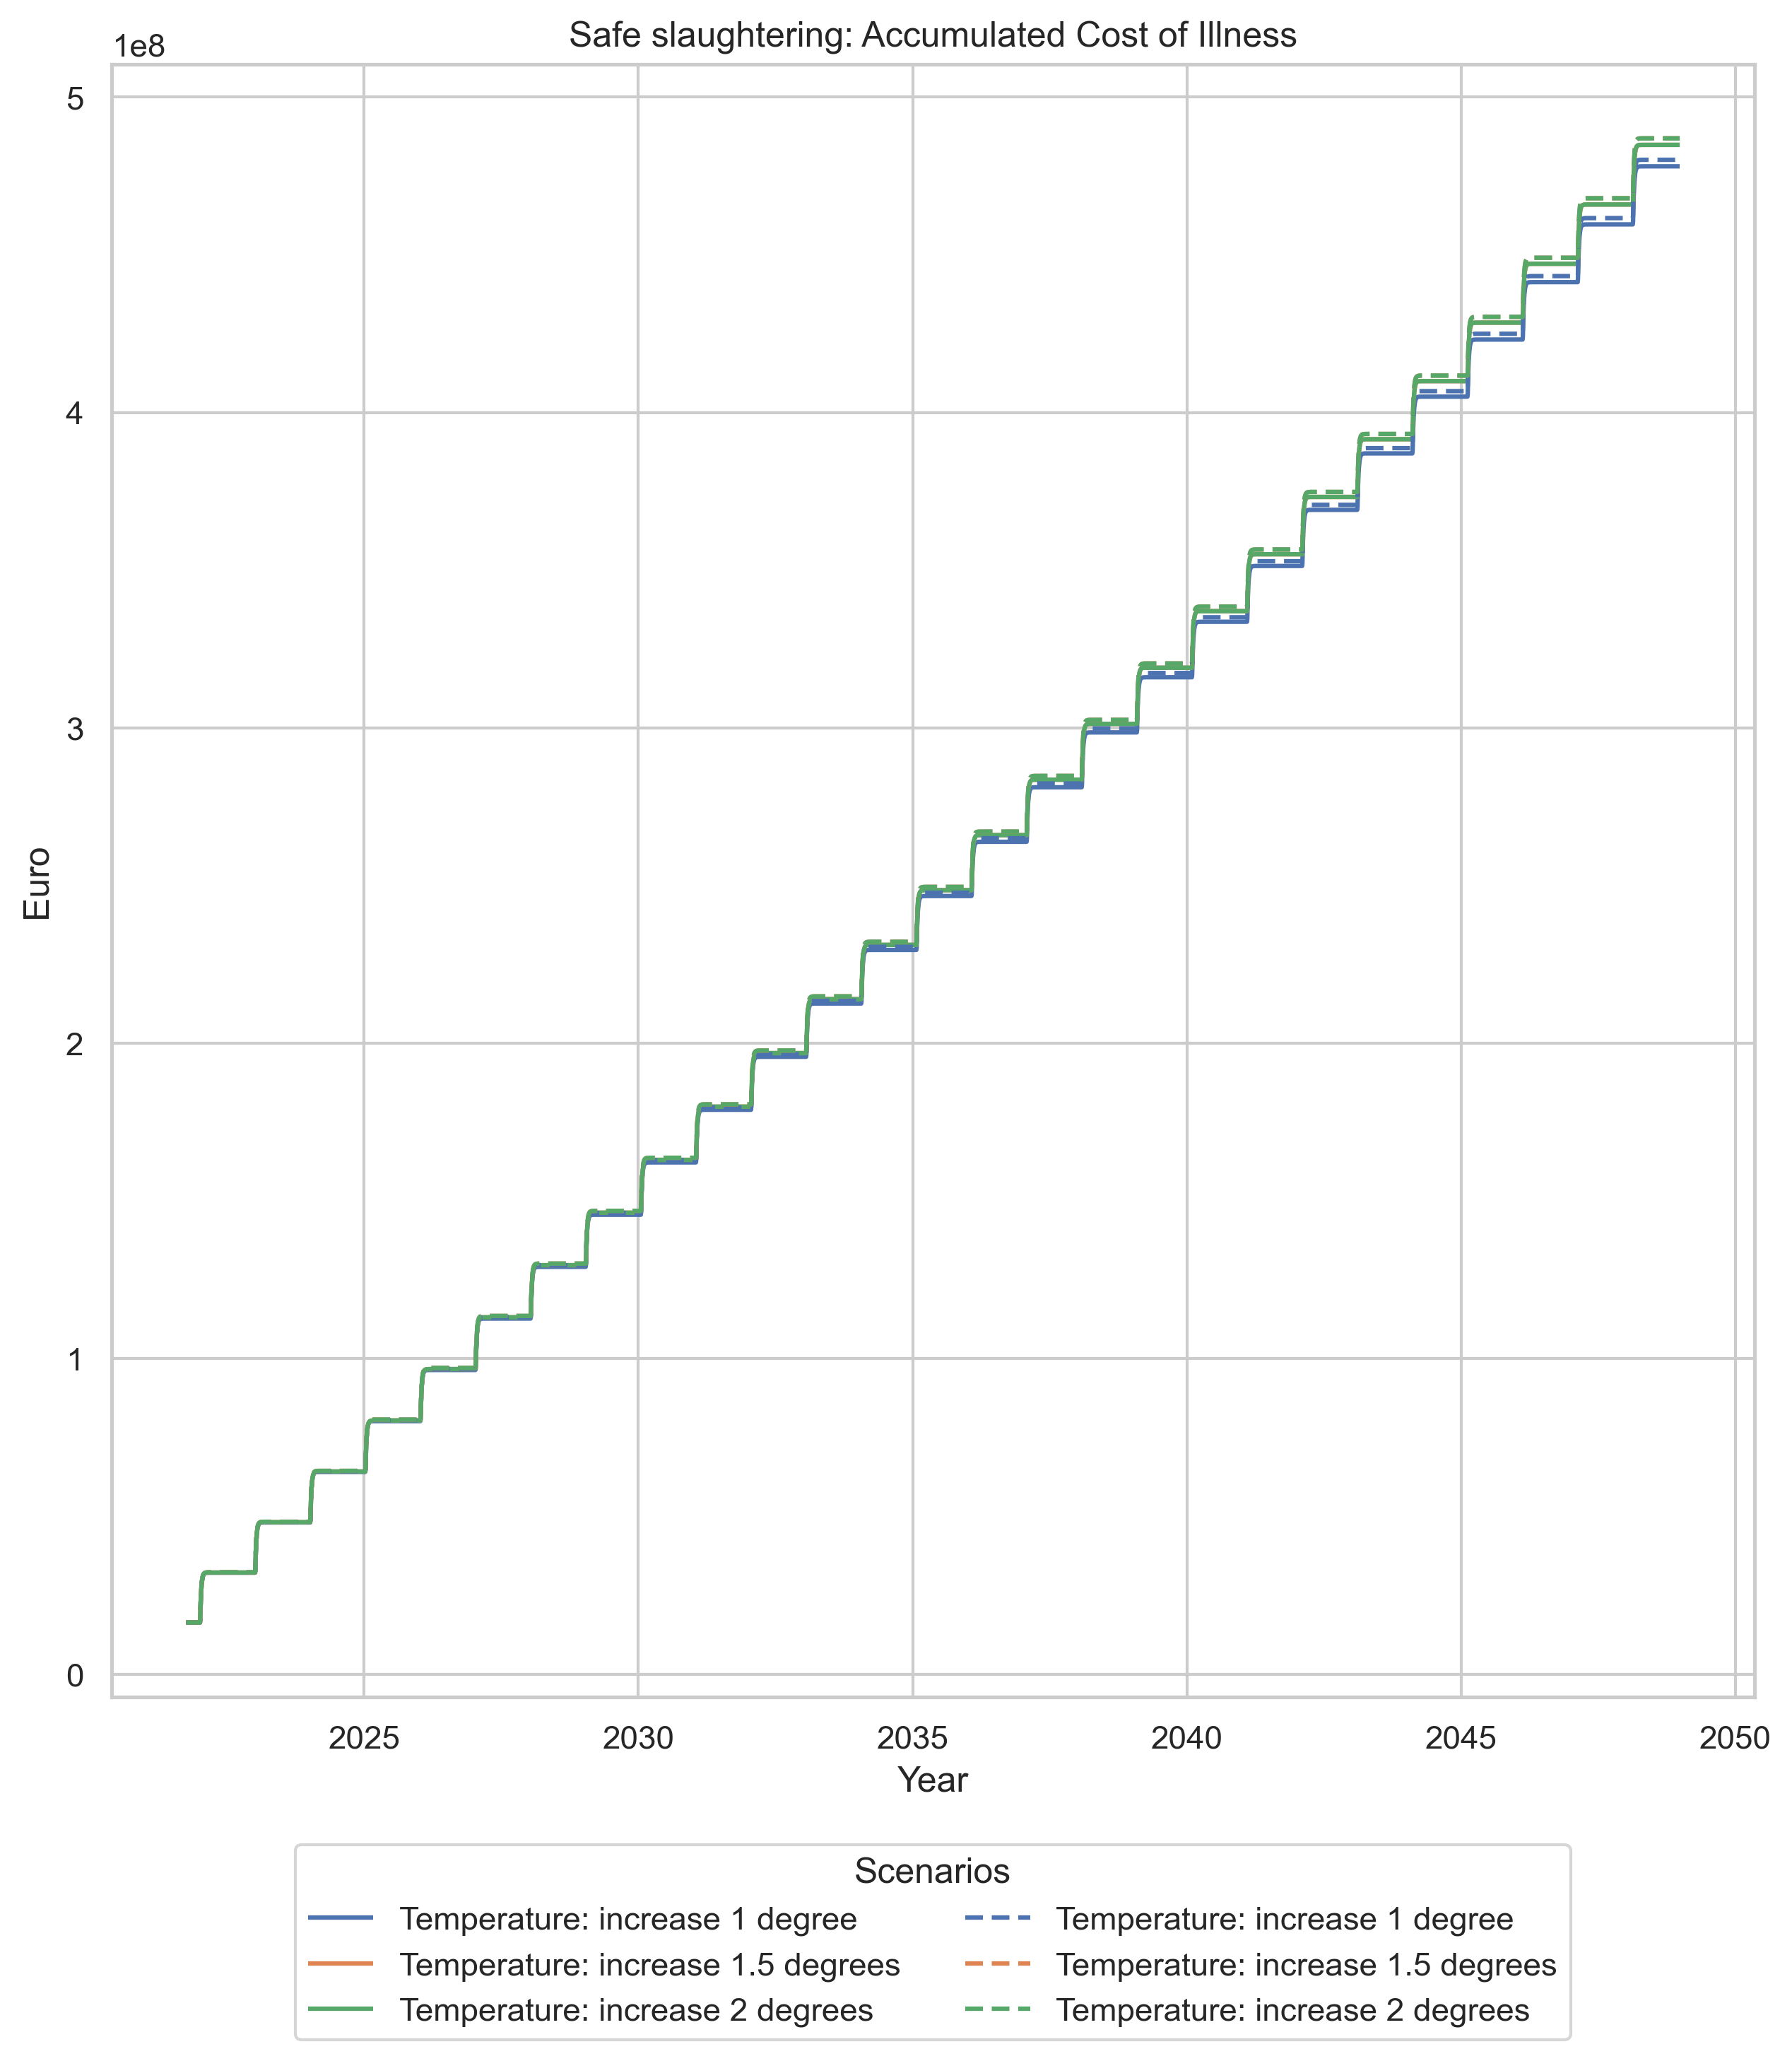 Safe slaughtering: Accumulated Cost of Illness
1e8
5
4
3
2
1
0
Euro
2025 2030 2035 2040 2045 2050
Year
Scenarios
Temperature: increase 1 degree
Temperature: increase 1.5 degrees
Temperature: increase 2 degrees
Temperature: increase 1 degree
Temperature: increase 1.5 degrees
Temperature: increase 2 degrees